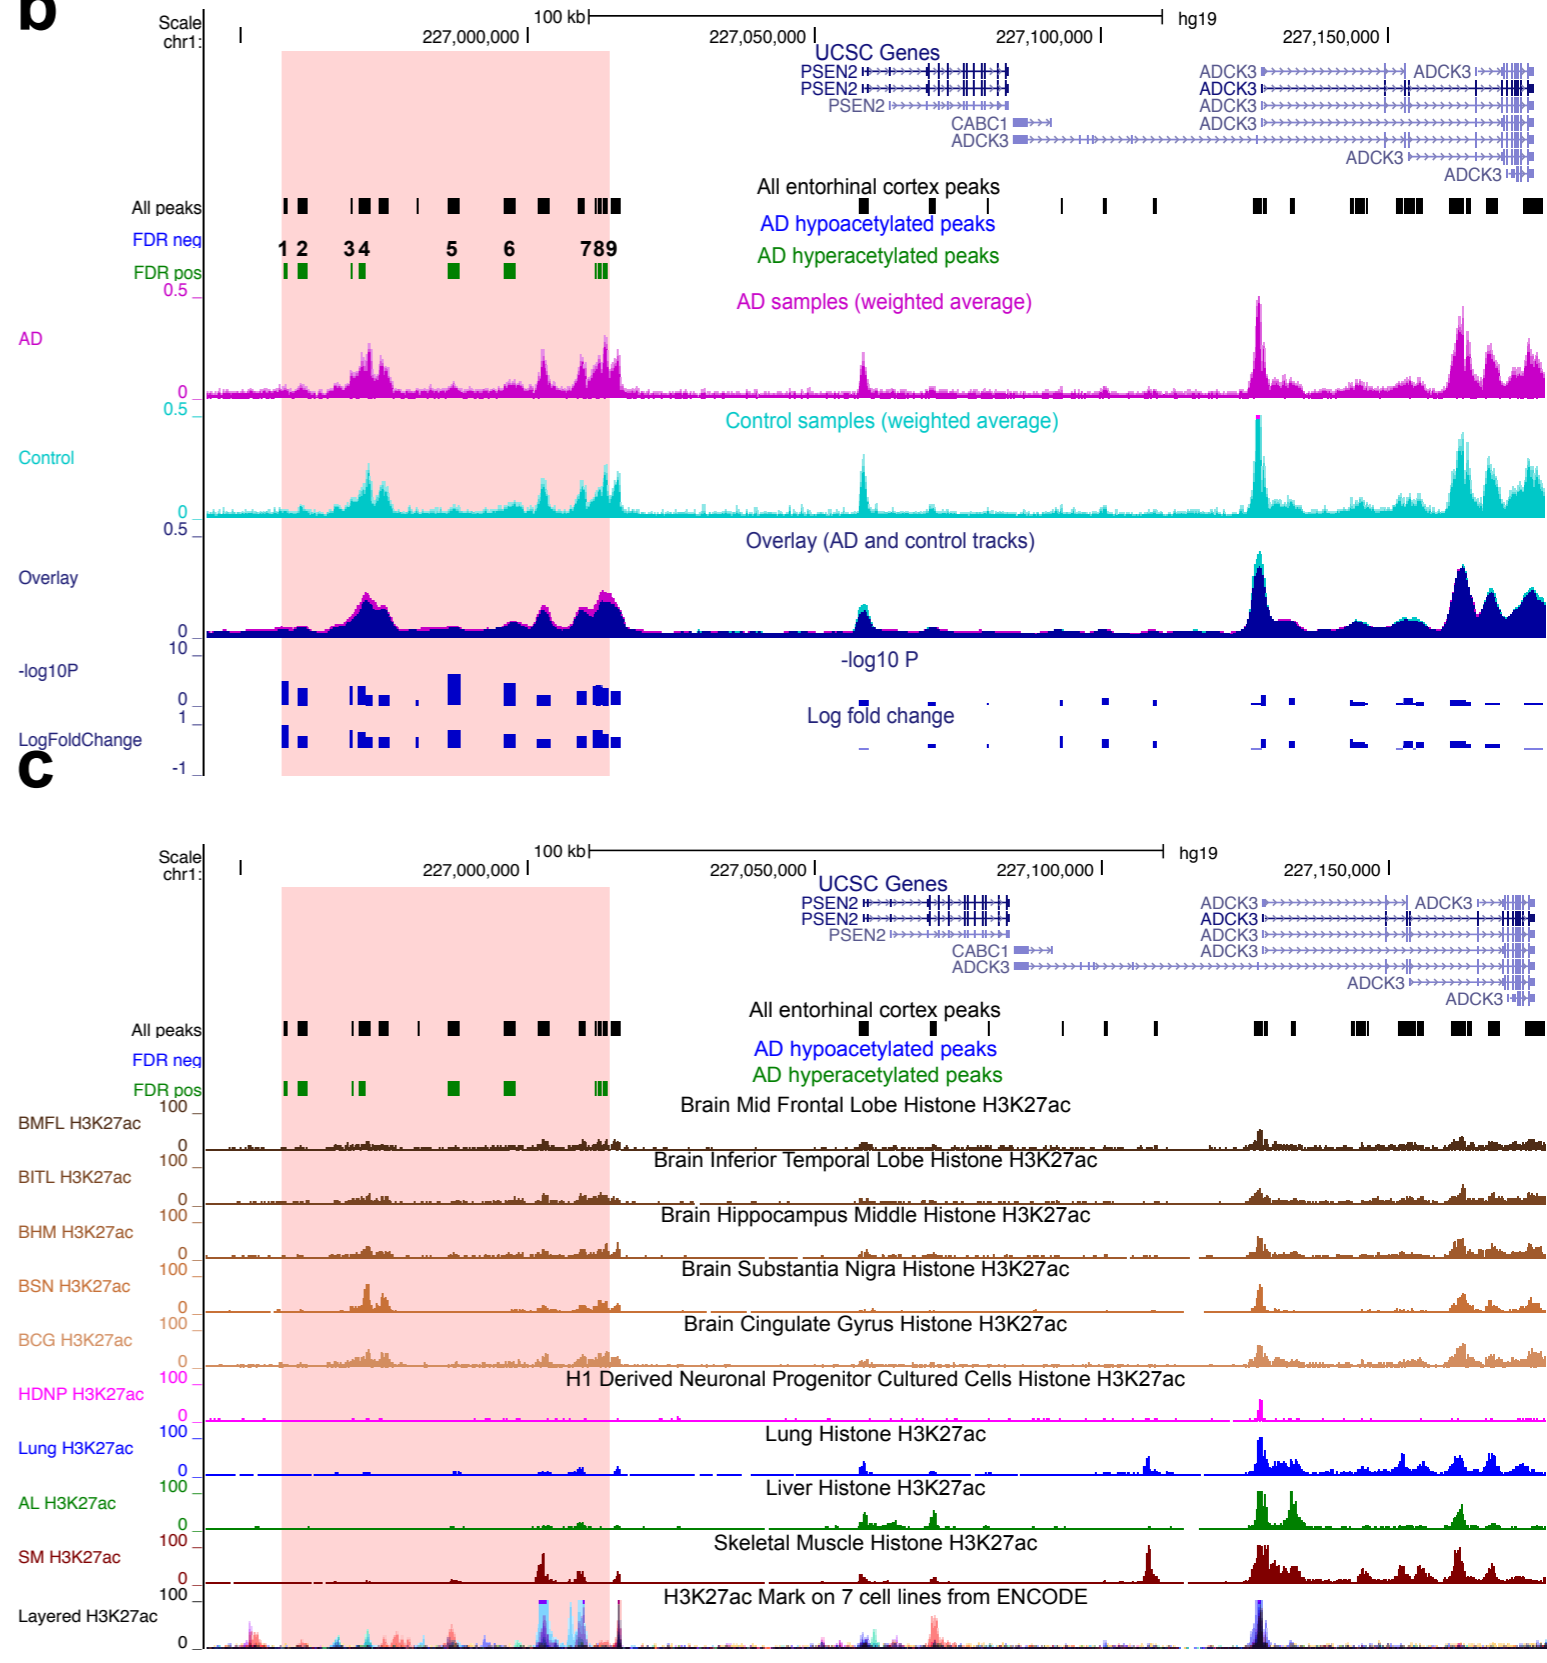 b
Scale 100 kb hg19
chr1: 227,000,000 227,050,000 227,100,000 227,150,000
UCSC Genes
PSEN2 ADCK3 ADCK3
PSEN2 ADCK3
PSEN2 ADCK3
CABC1 ADCK3
ADCK3
ADCK3
ADCK3
All entorhinal cortex peaks
All peaks
AD hypoacetylated peaks
FDR neg
1 2 3 4 5 6 7 8 9
AD hyperacetylated peaks
FDR pos
0.5
AD samples (weighted average)
AD
0
0.5
Control samples (weighted average)
Control
0
0.5
Overlay (AD and control tracks)
Overlay
0
10
-log10 P
-log10P
0
1
Log fold change
LogFoldChange
-1
c
Scale 100 kb hg19
chr1: 227,000,000 227,050,000 227,100,000 227,150,000
UCSC Genes
PSEN2 ADCK3 ADCK3
PSEN2 ADCK3
PSEN2 ADCK3
CABC1 ADCK3
ADCK3
ADCK3
ADCK3
All entorhinal cortex peaks
All peaks
AD hypoacetylated peaks
FDR neg
AD hyperacetylated peaks
FDR pos
100
Brain Mid Frontal Lobe Histone H3K27ac
BMFL H3K27ac
0
100
Brain Inferior Temporal Lobe Histone H3K27ac
BITL H3K27ac
0
100
Brain Hippocampus Middle Histone H3K27ac
BHM H3K27ac
0
100
Brain Substantia Nigra Histone H3K27ac
BSN H3K27ac
0
100
Brain Cingulate Gyrus Histone H3K27ac
BCG H3K27ac
0
100
H1 Derived Neuronal Progenitor Cultured Cells Histone H3K27ac
HDNP H3K27ac
0
100
Lung Histone H3K27ac
Lung H3K27ac
0
100
Liver Histone H3K27ac
AL H3K27ac
0
100
Skeletal Muscle Histone H3K27ac
SM H3K27ac
0
100
H3K27ac Mark on 7 cell lines from ENCODE
Layered H3K27ac
0